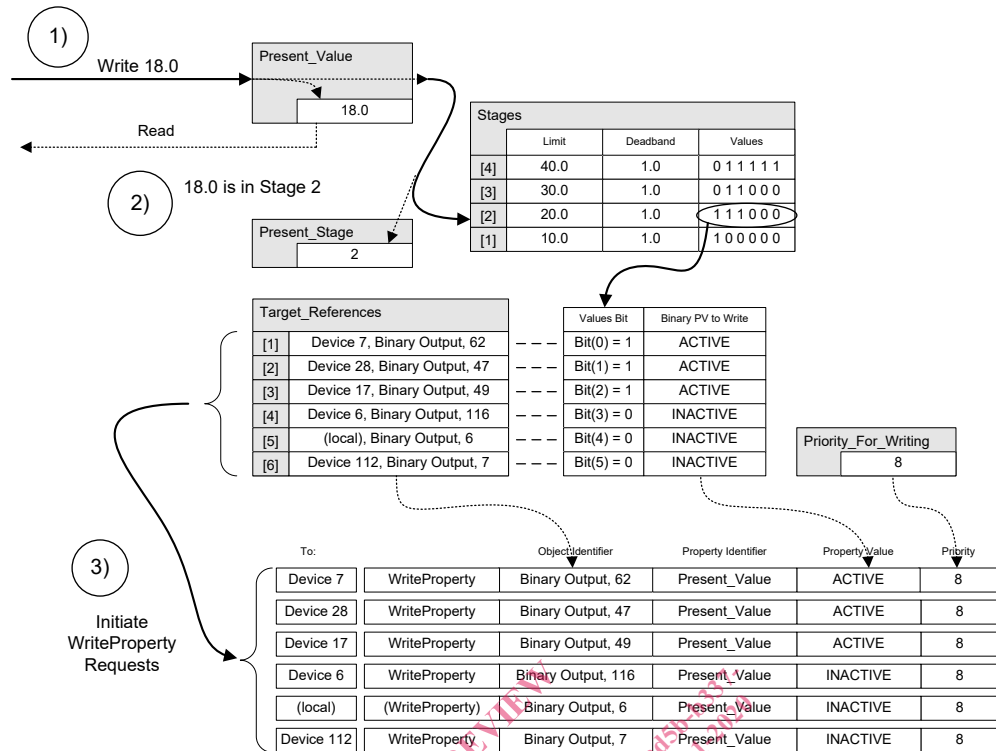 1)
Write 18.0
Present_Value
18.0
Read
2)
18.0 is in Stage 2
Present_Stage
2
Stages
Limit Deadband Values
[4] 40.0 1.0 0 1 1 1 1 1
[3] 30.0 1.0 0 1 1 0 0 0
[2] 20.0 1.0 1 1 1 0 0 0
[1] 10.0 1.0 1 0 0 0 0 0
Target_References
Values Bit Binary PV to Write
[1] Device 7, Binary Output, 62 Bit(0) = 1 ACTIVE
[2] Device 28, Binary Output, 47 Bit(1) = 1 ACTIVE
[3] Device 17, Binary Output, 49 Bit(2) = 1 ACTIVE
[4] Device 6, Binary Output, 116 Bit(3) = 0 INACTIVE
[5] (local), Binary Output, 6 Bit(4) = 0 INACTIVE
[6] Device 112, Binary Output, 7 Bit(5) = 0 INACTIVE
Priority_For_Writing
8
3)
Initiate
WriteProperty
Requests
To: Object Identifier Property Identifier Property Value Priority
Device 7 WriteProperty Binary Output, 62 Present_Value ACTIVE 8
Device 28 WriteProperty Binary Output, 47 Present_Value ACTIVE 8
Device 17 WriteProperty Binary Output, 49 Present_Value ACTIVE 8
Device 6 WriteProperty Binary Output, 116 Present_Value INACTIVE 8
(local) (WriteProperty) Binary Output, 6 Present_Value INACTIVE 8
Device 112 WriteProperty Binary Output, 7 Present_Value INACTIVE 8